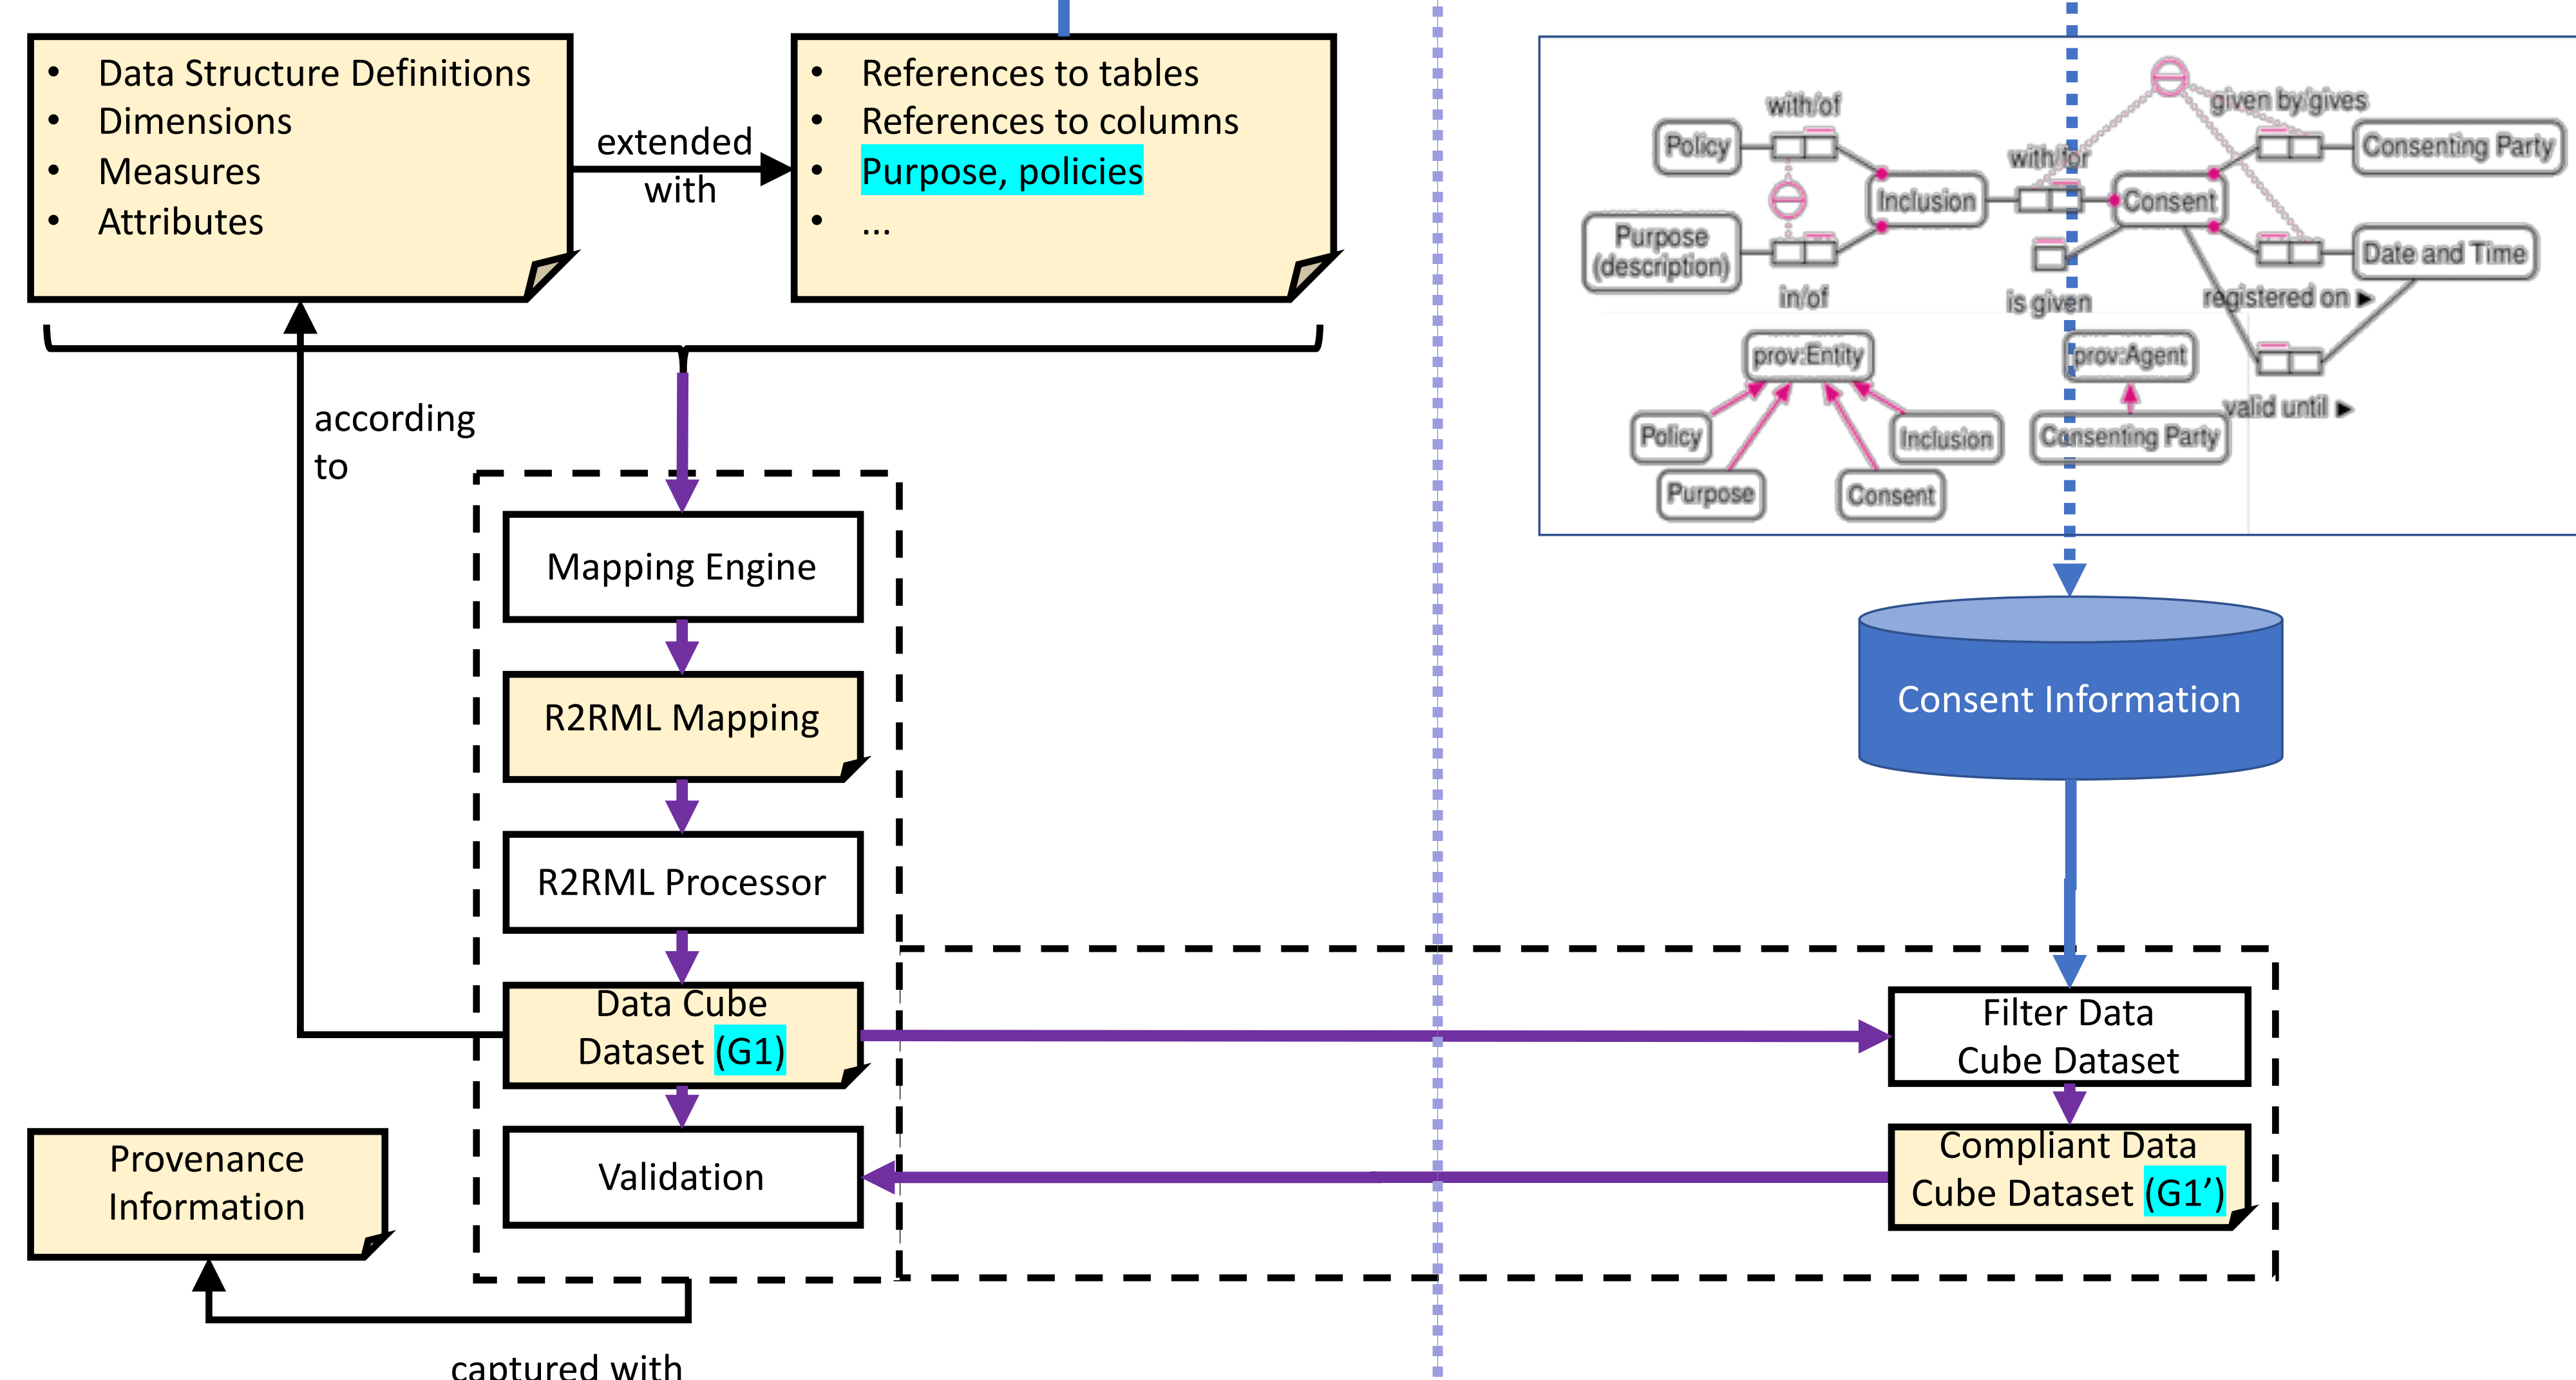 • Data Structure Definitions
• Dimensions
• Measures
• Attributes
extended
with
• References to tables
• References to columns
• Purpose, policies
• ...
according
to
Mapping Engine
R2RML Mapping
R2RML Processor
Data Cube
Dataset (G1)
Validation
Provenance
Information
captured with
with/of
given by/gives
Policy
Consenting Party
with/for
Inclusion
Consent
Purpose
(description)
Date and Time
in/of
is given
registered on ►
prov:Entity
prov:Agent
valid until ►
Policy
Inclusion
Consenting Party
Purpose
Consent
Consent Information
Filter Data
Cube Dataset
Compliant Data
Cube Dataset (G1’)